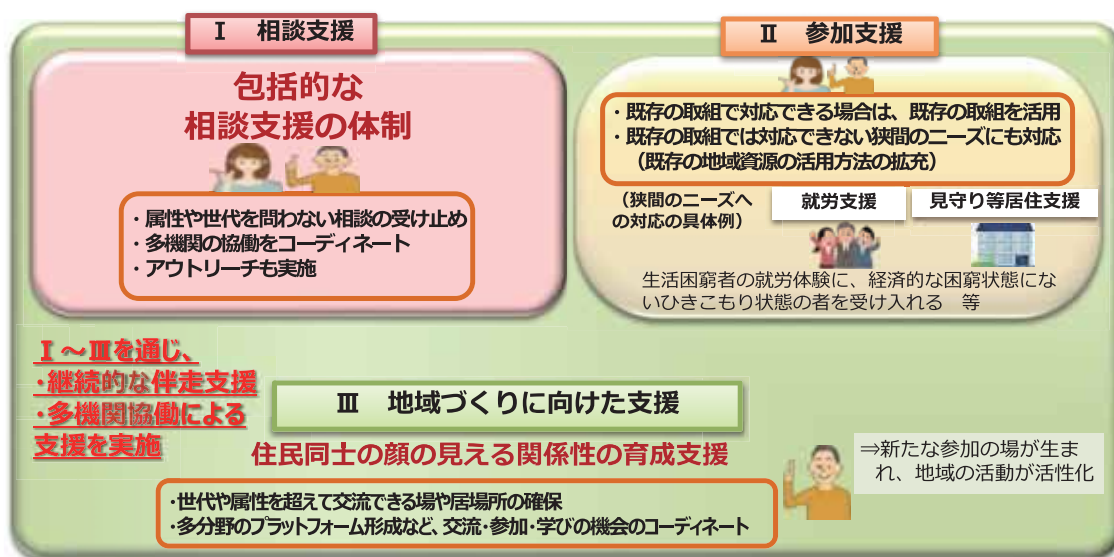 Ⅰ 相談支援
包括的な
相談支援の体制
・属性や世代を問わない相談の受け止め
・多機関の協働をコーディネート
・アウトリーチも実施
Ⅱ 参加支援
・既存の取組で対応できる場合は、既存の取組を活用
・既存の取組では対応できない狭間のニーズにも対応
（既存の地域資源の活用方法の拡充）
（狭間のニーズへ
の対応の具体例）
就労支援
見守り等居住支援
生活困窮者の就労体験に、経済的な困窮状態にな
いひきこもり状態の者を受け入れる 等
Ⅰ～Ⅲを通じ、
・継続的な伴走支援
・多機関協働による
支援を実施
Ⅲ 地域づくりに向けた支援
住民同士の顔の見える関係性の育成支援
・世代や属性を超えて交流できる場や居場所の確保
・多分野のプラットフォーム形成など、交流・参加・学びの機会のコーディネート
⇒新たな参加の場が生ま
れ、地域の活動が活性化